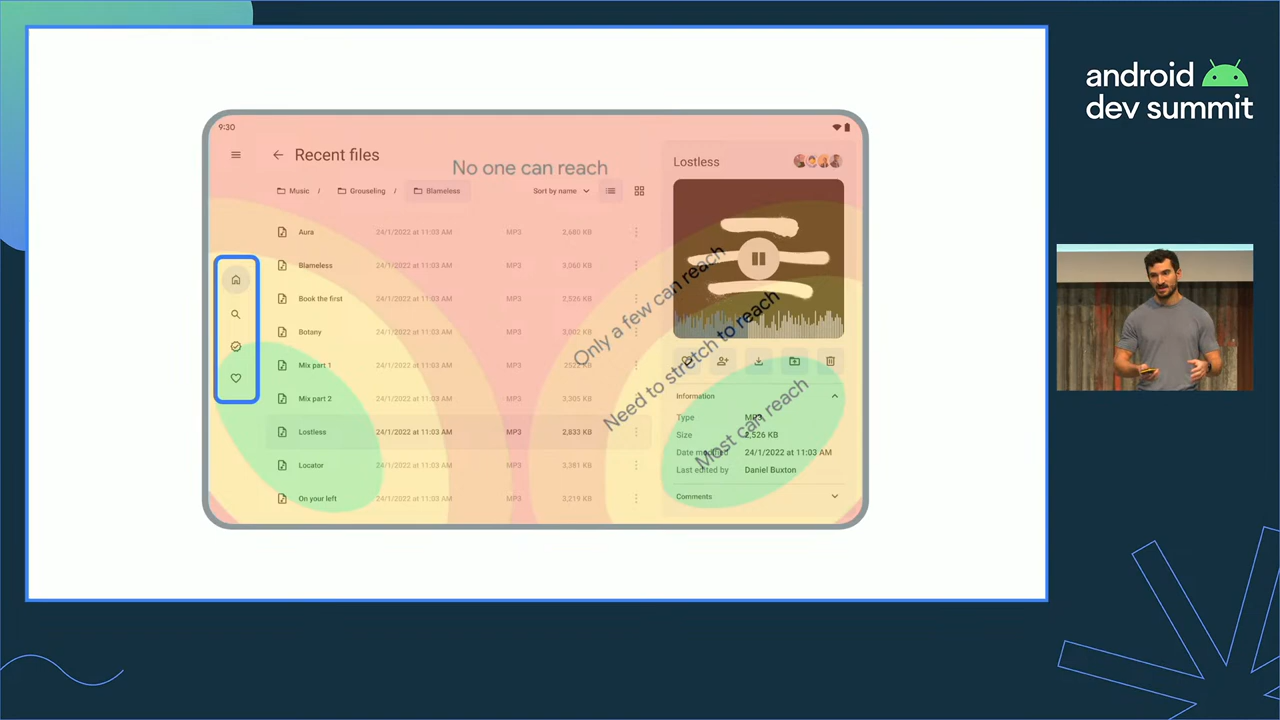 android
dev summit
9:30
Recent files
No one can reach
Music / Grouseling / Blameless
Sort by name
Aura 24/1/2022 at 11:03 AM MP3 2,680 KB
Blameless 24/1/2022 at 11:03 AM MP3 3,060 KB
Book the first 24/1/2022 at 11:03 AM MP3 2,526 KB
Botany 24/1/2022 at 11:03 AM MP3 3,002 KB
Mix part 1 24/1/2022 at 11:03 AM MP3
Mix part 2 24/1/2022 at 11:03 AM MP3 3,305 KB
Lostless 24/1/2022 at 11:03 AM MP3 2,833 KB
Locator 24/1/2022 at 11:03 AM MP3 3,381 KB
On your left 24/1/2022 at 11:03 AM MP3 3,219 KB
Only a few can reach
Need to stretch to reach
Most can reach
Lostless
Information
Type MP3
Size 2,526 KB
Date modified 24/1/2022 at 11:03 AM
Last edited by Daniel Buxton
Comments